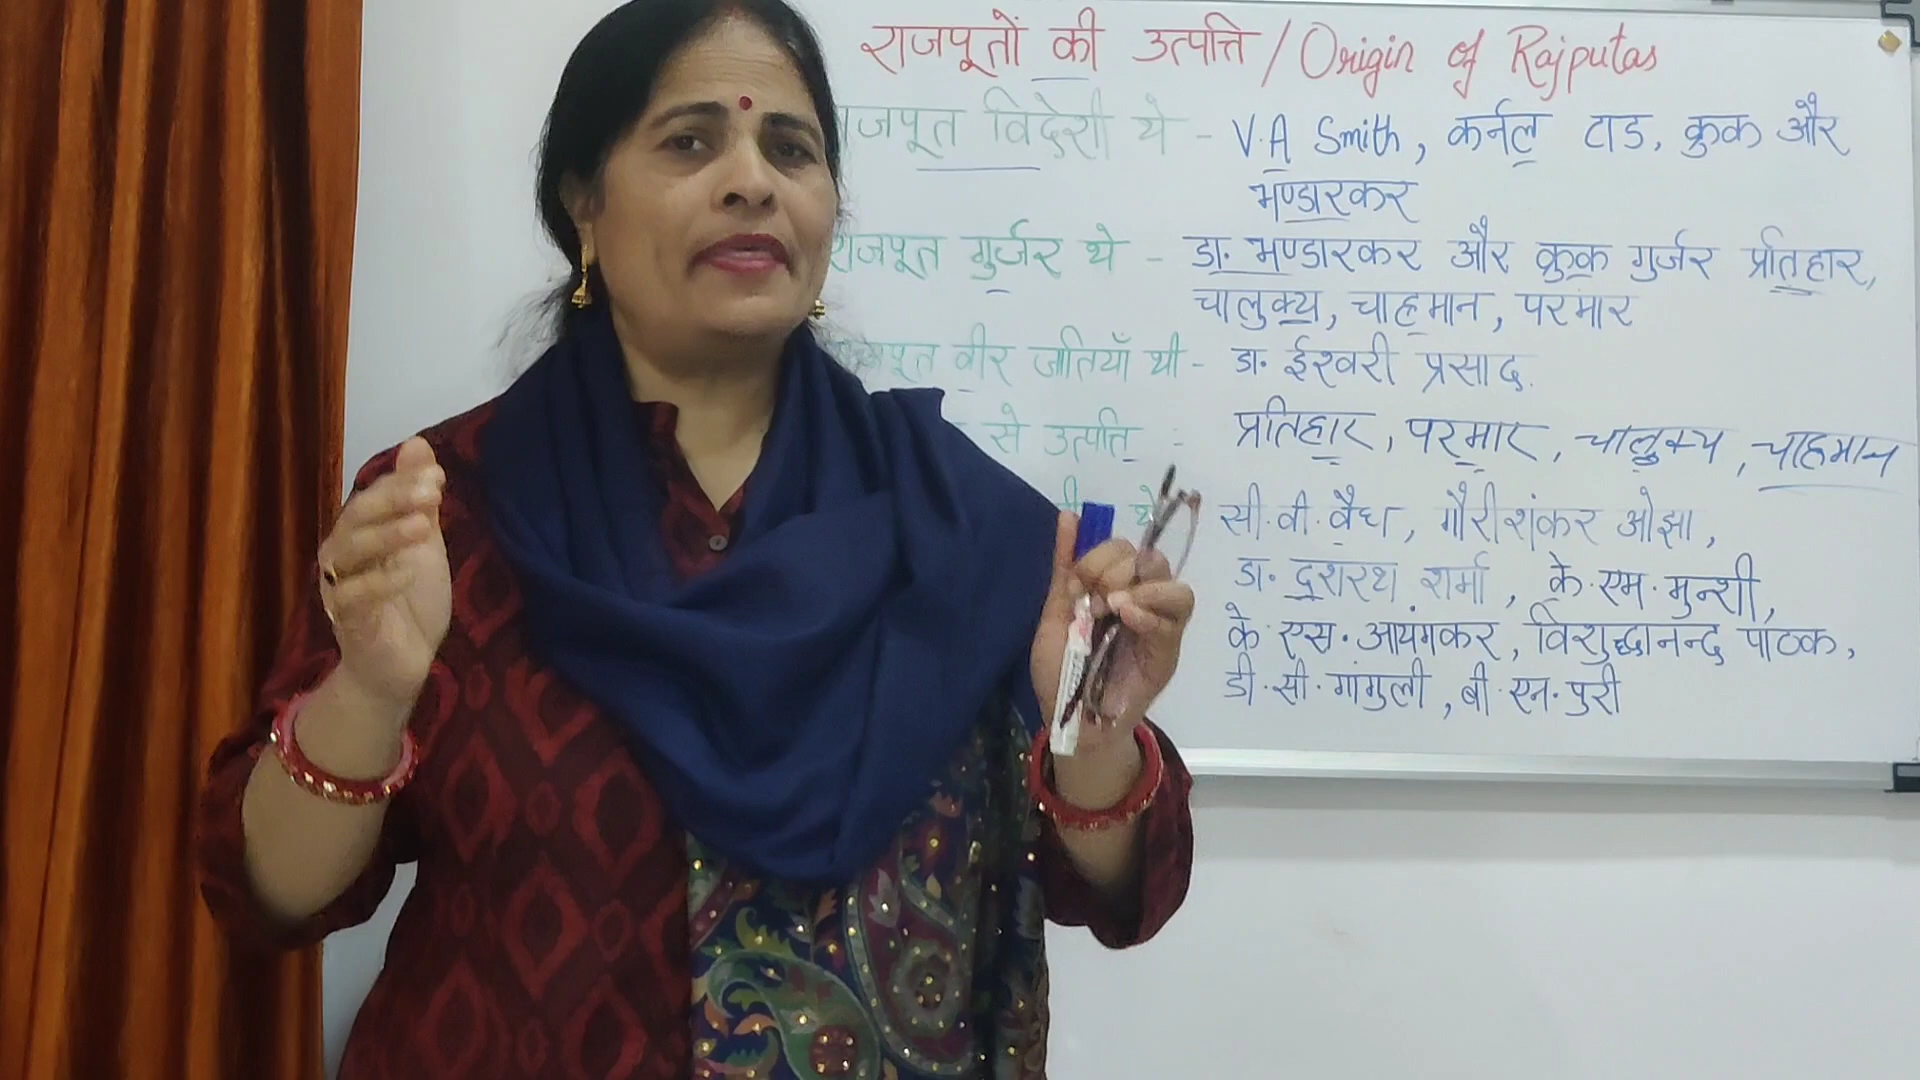 राजपूतों की उत्पत्ति / Origin of Rajputas
विदेशी थे - V.A Smith, कर्नल टाड, क्रुक और
भण्डारकर
राजपूत गुर्जर थे - डा. भण्डारकर और क्रुक गुर्जर प्रतिहार,
चालुक्य, चाहमान, परमार
वीर जातियाँ थी - डा. ईश्वरी प्रसाद.
से उत्पत्ति :- प्रतिहार, परमार, चालुक्य, चाहमान
सी.वी. वैध, गौरीशंकर ओझा,
डा. दशरथ शर्मा, के.एम. मुन्शी,
के. एस. आयंगकर, विशुद्धानन्द पाठक,
डी.सी. गांगुली, बी.एन. पुरी